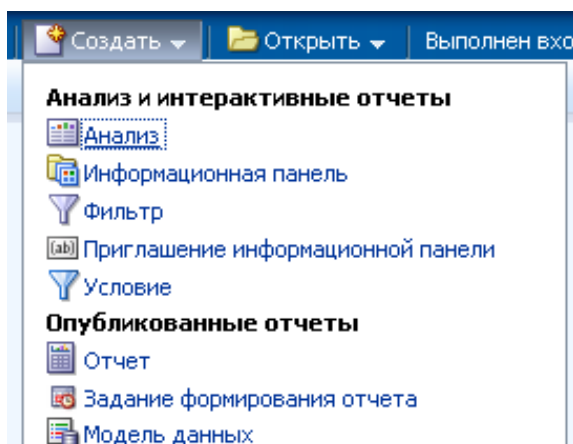 Создать Открыть Выполнен вхо
Анализ и интерактивные отчеты
Анализ
Информационная панель
Фильтр
(ab) Приглашение информационной панели
Условие
Опубликованные отчеты
Отчет
Задание формирования отчета
Модель данных